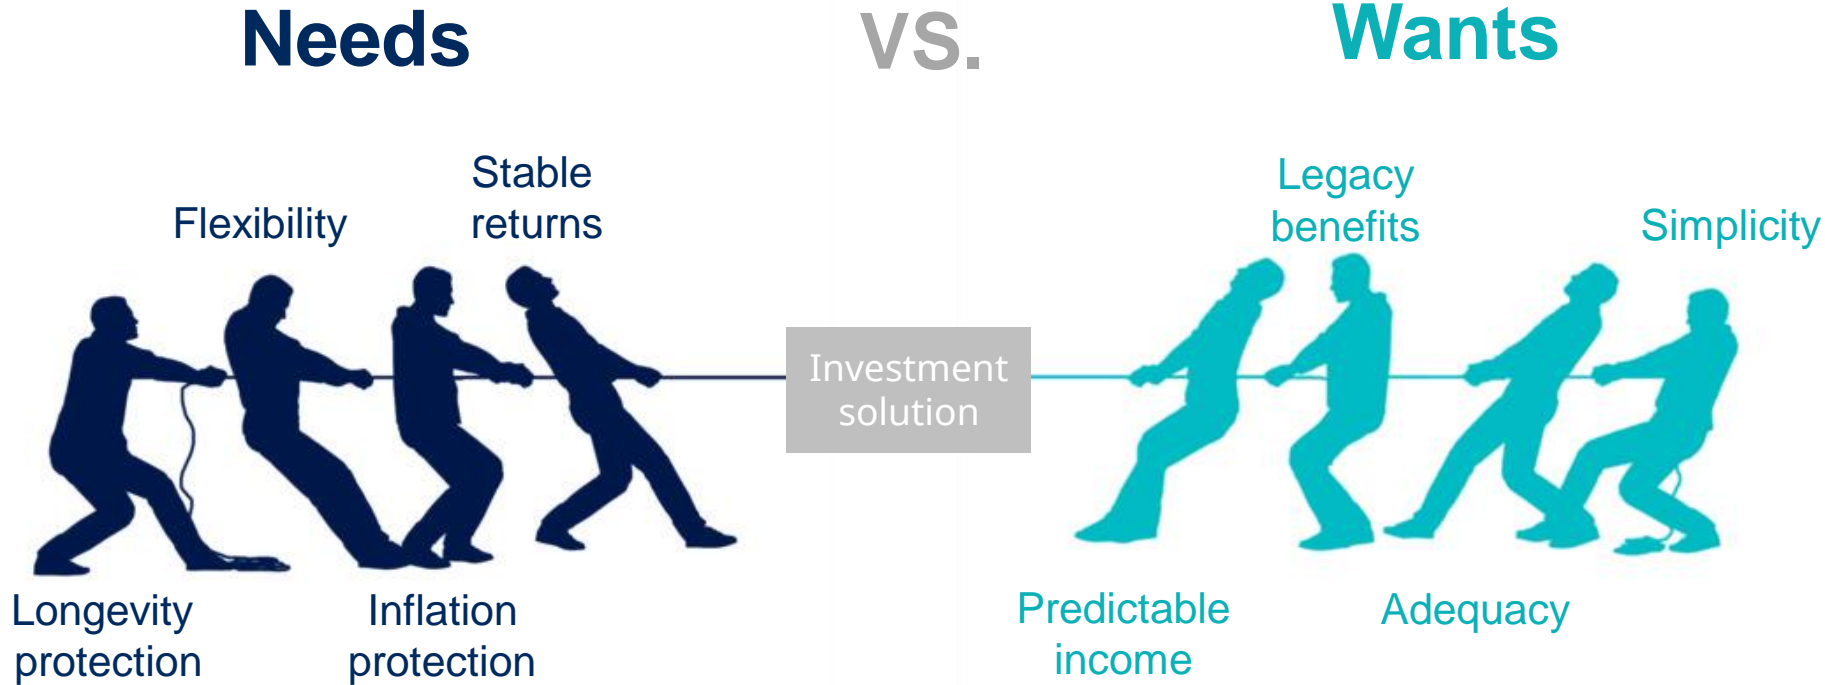 Needs
VS.
Wants
Stable
returns
Flexibility
Legacy
benefits
Simplicity
Investment
solution
Longevity
protection
Inflation
protection
Predictable
income
Adequacy